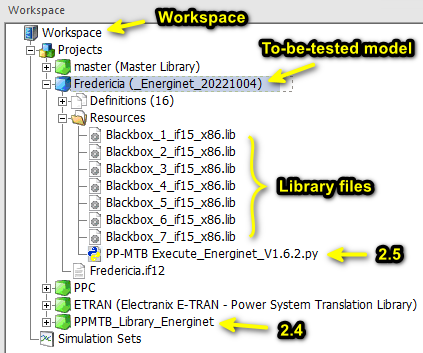 Workspace
Workspace
Workspace
Projects
master (Master Library)
To-be-tested model
Fredericia (_Energinet_20221004)
Definitions (16)
Resources
Blackbox_1_if15_x86.lib
Blackbox_2_if15_x86.lib
Blackbox_3_if15_x86.lib
Blackbox_4_if15_x86.lib
Blackbox_5_if15_x86.lib
Blackbox_6_if15_x86.lib
Blackbox_7_if15_x86.lib
Library files
PP-MTB Execute_Energinet_V1.6.2.py
2.5
Fredericia.if12
PPC
ETRAN (Electranix E-TRAN - Power System Translation Library)
PPMTB_Library_Energinet
2.4
Simulation Sets